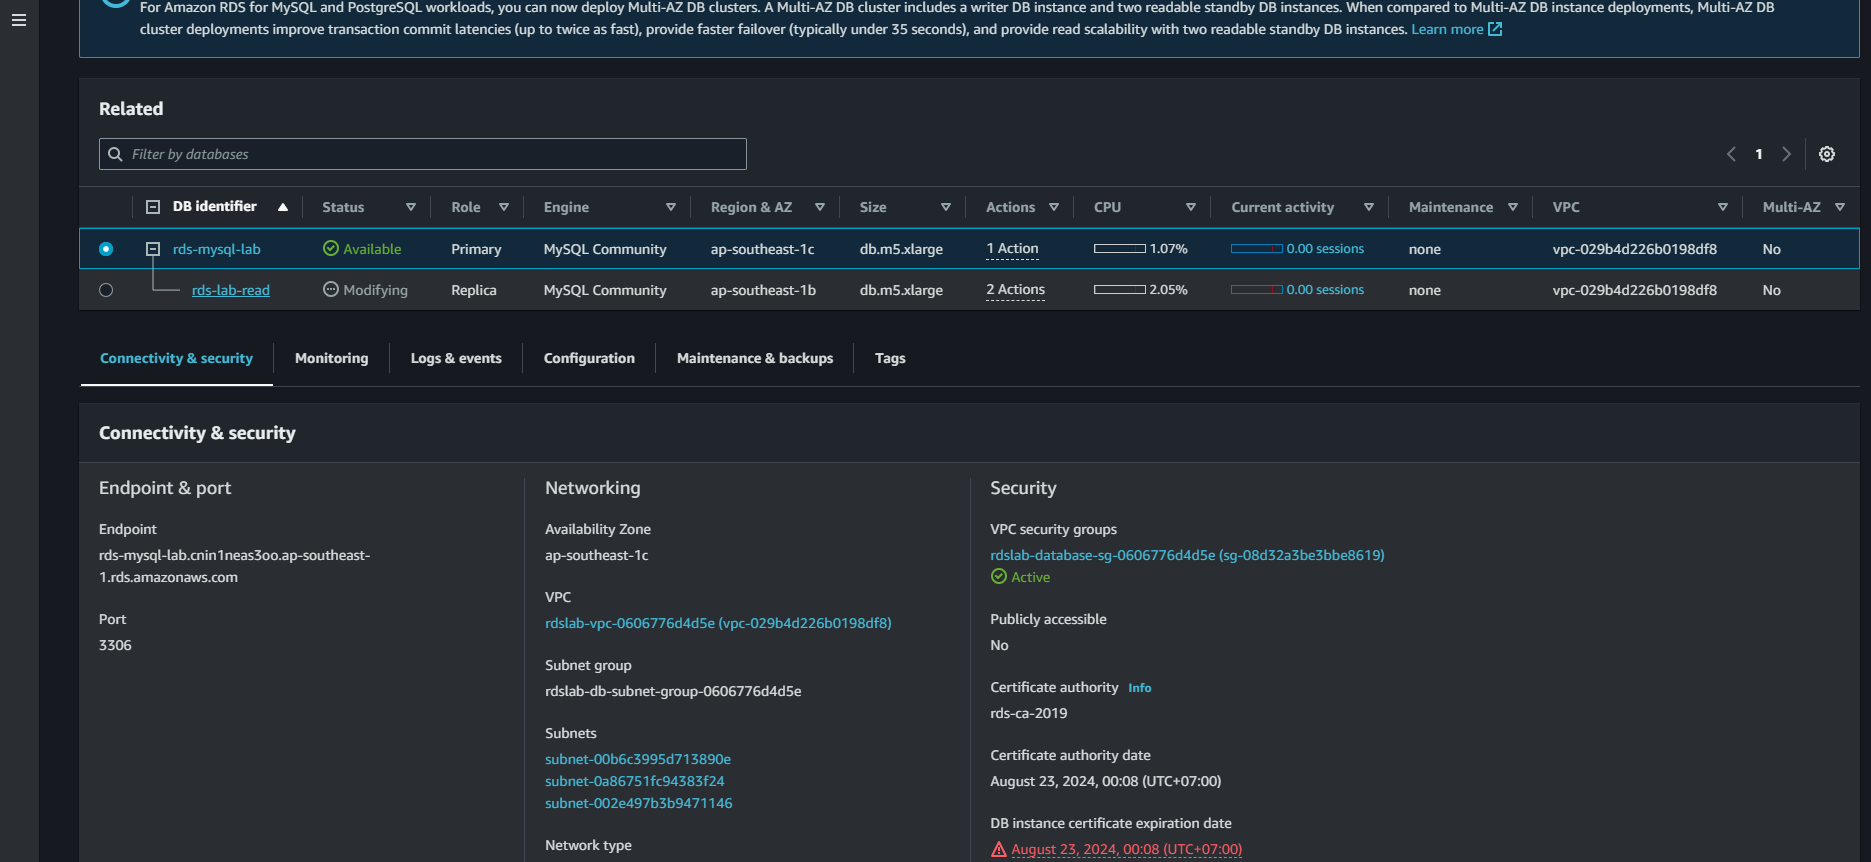 For Amazon RDS for MySQL and PostgreSQL workloads, you can now deploy Multi-AZ DB clusters. A Multi-AZ DB cluster includes a writer DB instance and two readable standby DB instances. When compared to Multi-AZ DB instance deployments, Multi-AZ DB
cluster deployments improve transaction commit latencies (up to twice as fast), provide faster failover (typically under 35 seconds), and provide read scalability with two readable standby DB instances. Learn more
Related
Filter by databases
1
DB identifier Status Role Engine Region & AZ Size Actions CPU Current activity Maintenance VPC Multi-AZ
rds-mysql-lab Available Primary MySQL Community ap-southeast-1c db.m5.xlarge 1 Action 1.07% 0.00 sessions none vpc-029b4d226b0198df8 No
rds-lab-read Modifying Replica MySQL Community ap-southeast-1b db.m5.xlarge 2 Actions 2.05% 0.00 sessions none vpc-029b4d226b0198df8 No
Connectivity & security Monitoring Logs & events Configuration Maintenance & backups Tags
Connectivity & security
Endpoint & port
Endpoint
rds-mysql-lab.cnin1neas3oo.ap-southeast-
1.rds.amazonaws.com
Port
3306
Networking
Availability Zone
ap-southeast-1c
VPC
rdslab-vpc-0606776d4d5e (vpc-029b4d226b0198df8)
Subnet group
rdslab-db-subnet-group-0606776d4d5e
Subnets
subnet-00b6c3995d713890e
subnet-0a86751fc94383f24
subnet-002e497b3b9471146
Network type
Security
VPC security groups
rdslab-database-sg-0606776d4d5e (sg-08d32a3be3bbe8619)
Active
Publicly accessible
No
Certificate authority Info
rds-ca-2019
Certificate authority date
August 23, 2024, 00:08 (UTC+07:00)
DB instance certificate expiration date
August 23, 2024, 00:08 (UTC+07:00)